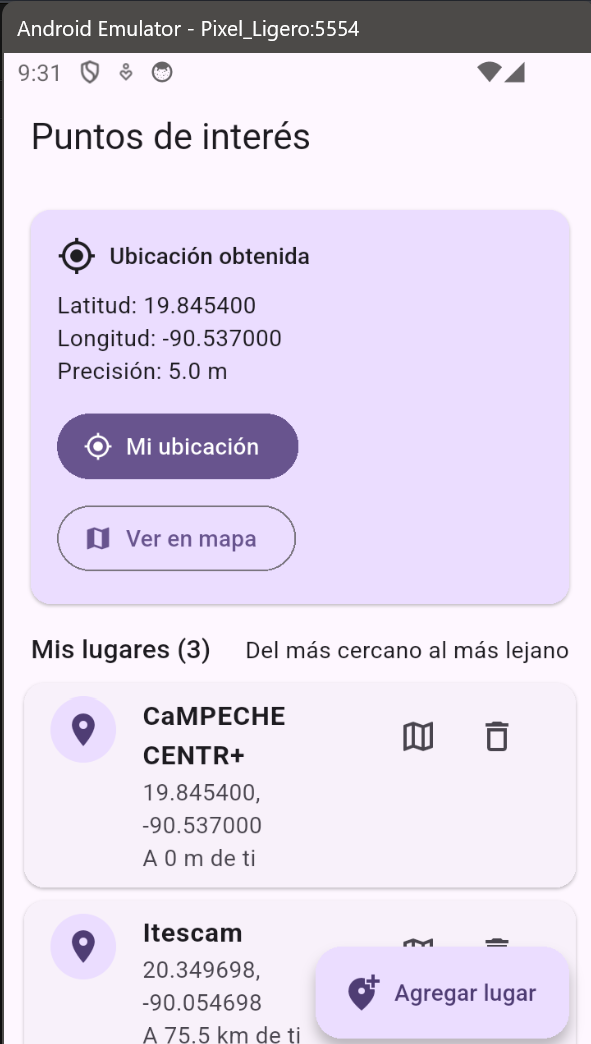 Android Emulator - Pixel_Ligero:5554
9:31
Puntos de interés
Ubicación obtenida
Latitud: 19.845400
Longitud: -90.537000
Precisión: 5.0 m
Mi ubicación
Ver en mapa
Mis lugares (3) Del más cercano al más lejano
CaMPECHE
CENTR+
19.845400,
-90.537000
A 0 m de ti
Itescam
20.349698,
-90.054698
A 75.5 km de ti
Agregar lugar